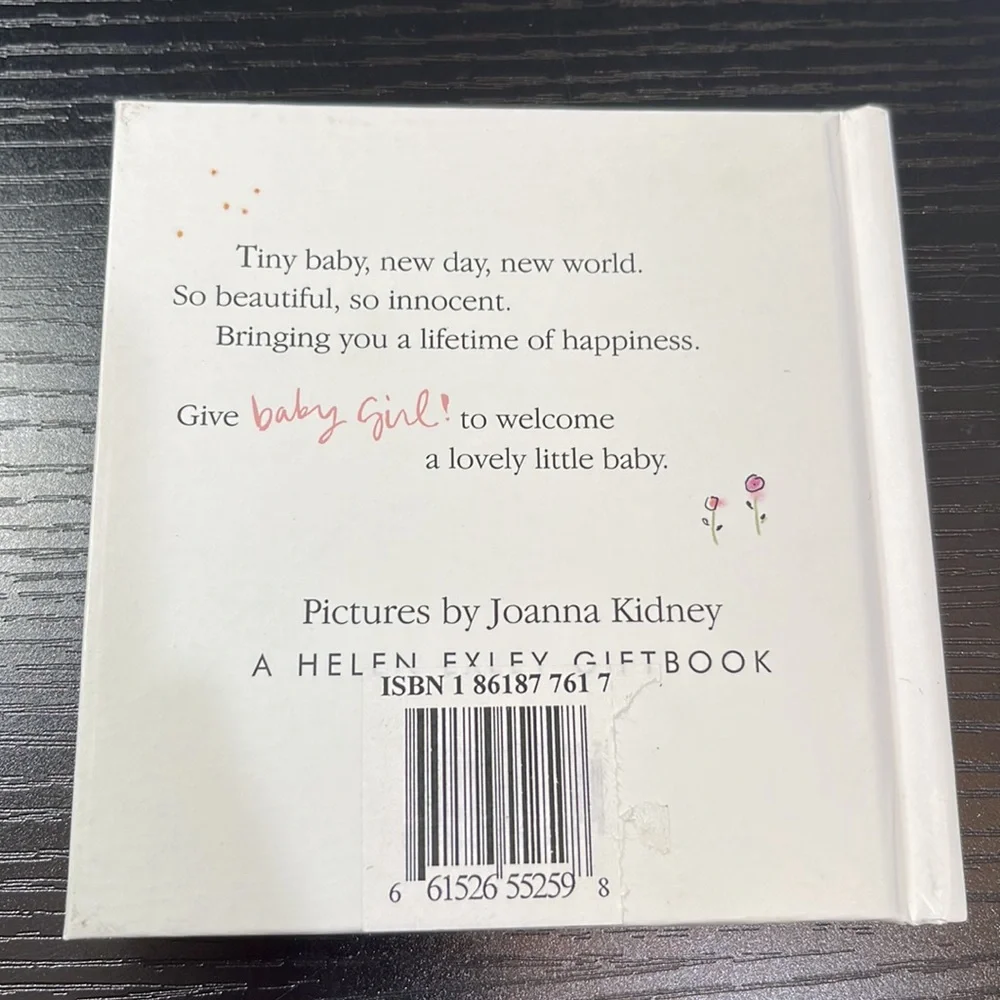 Tiny baby, new day, new world.
So beautiful, so innocent.
Bringing you a lifetime of happiness.
Give baby girl! to welcome
a lovely little baby.
Pictures by Joanna Kidney
A HELEN EXLEY GIFTBOOK
ISBN 1 86187 761 7
6 61526 55259 8